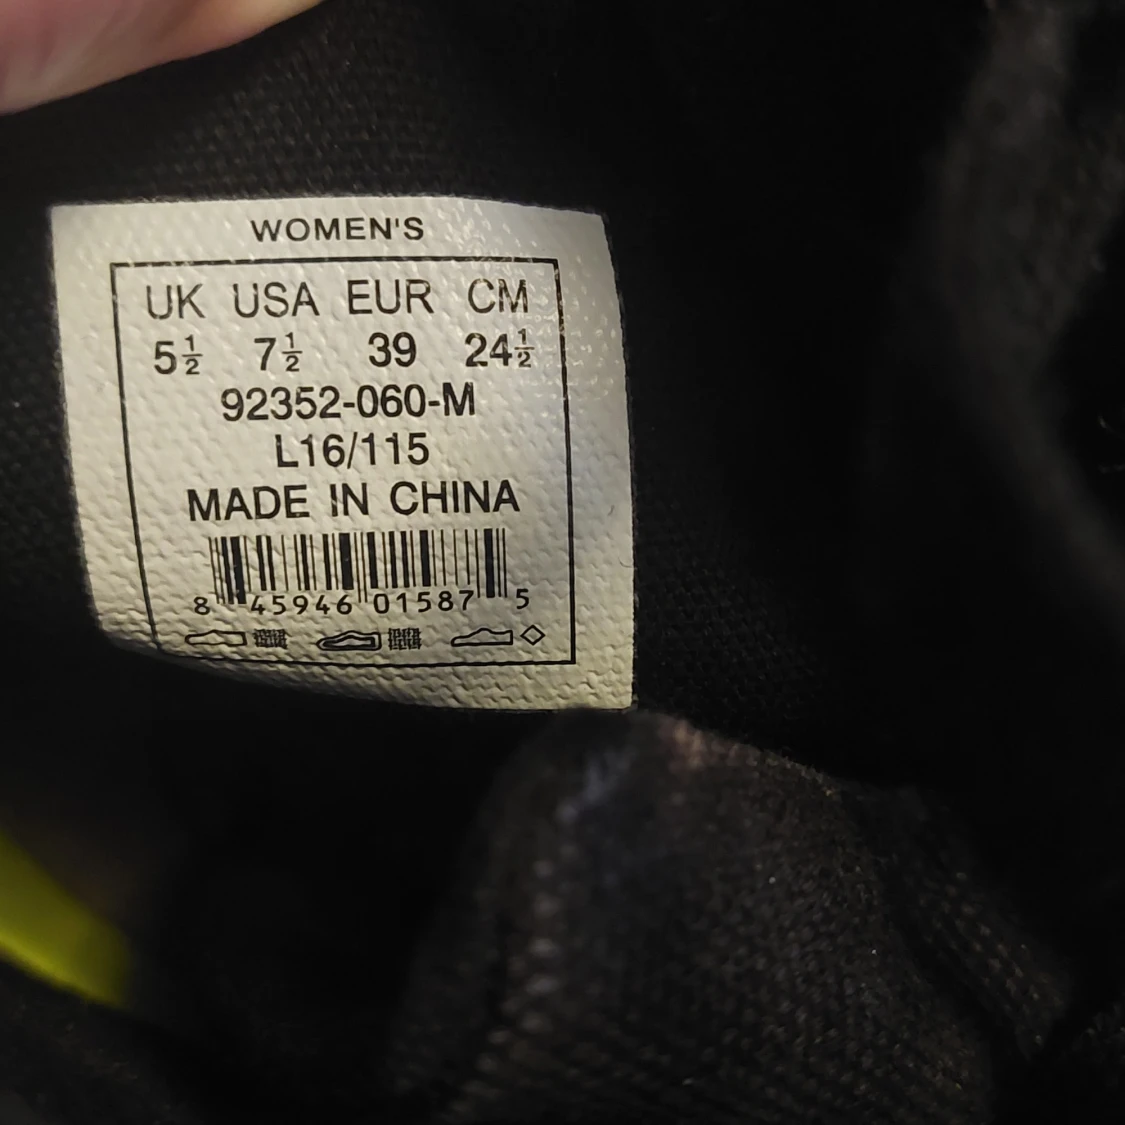 WOMEN'S
UK USA EUR CM
5½ 7½ 39 24½
92352-060-M
L16/115
MADE IN CHINA
8 45946 01587 5